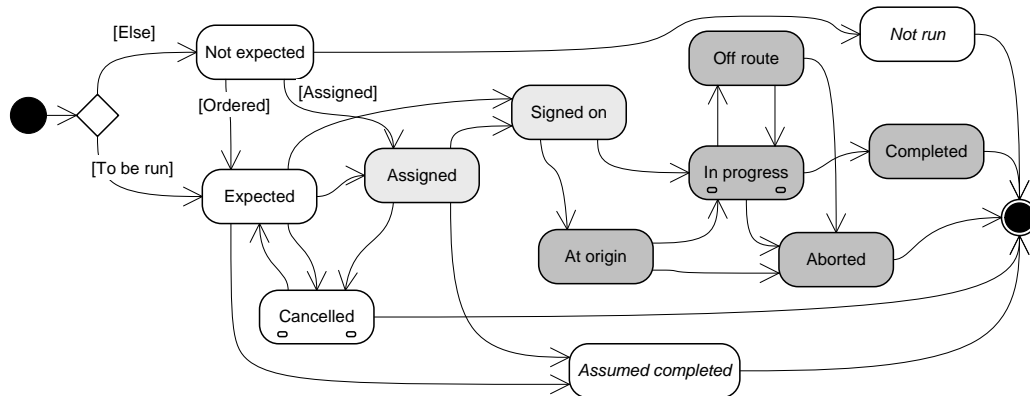 [Else]
Not expected
Not run
Off route
[Ordered]
[Assigned]
Signed on
[To be run]
Expected
Assigned
In progress
Completed
At origin
Aborted
Cancelled
Assumed completed